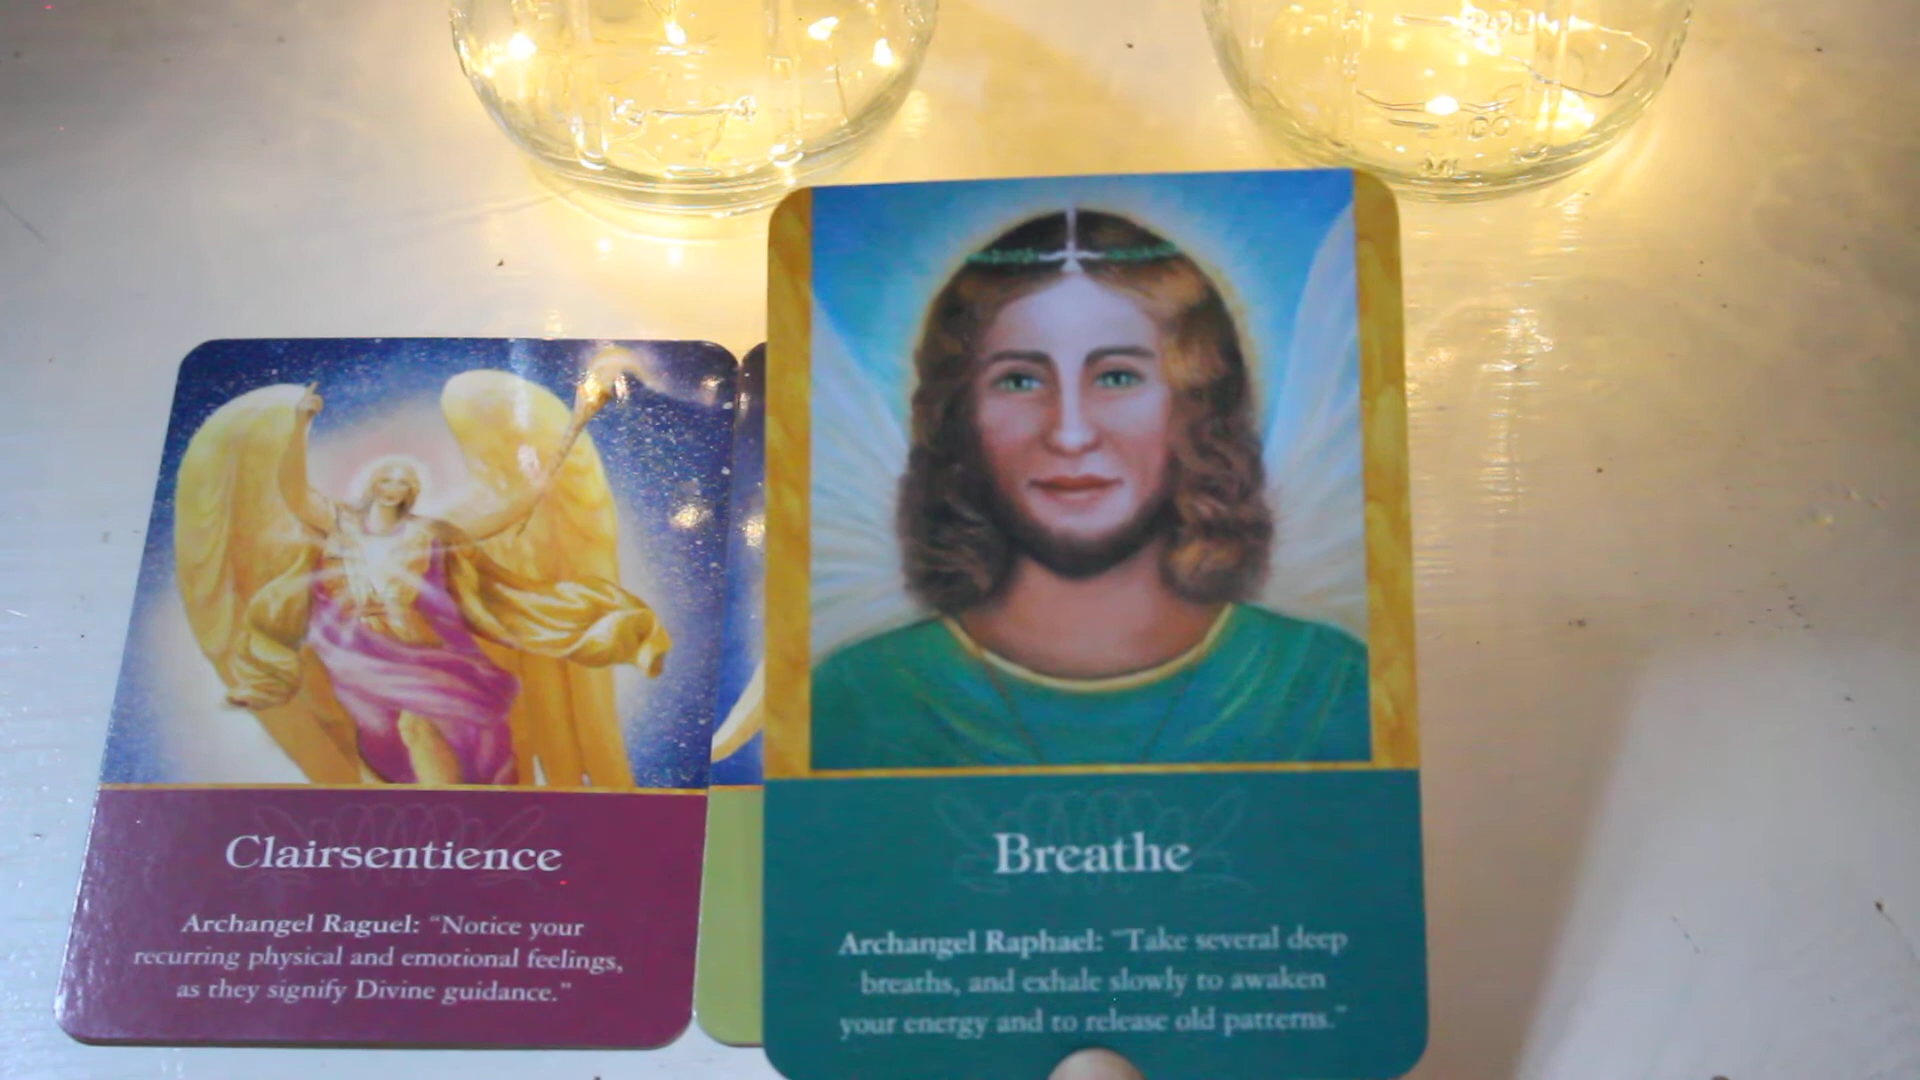 Clairsentience
Archangel Raguel: “Notice your
recurring physical and emotional feelings,
as they signify Divine guidance.”
Breathe
Archangel Raphael: “Take several deep
breaths, and exhale slowly to awaken
your energy and to release old patterns.”